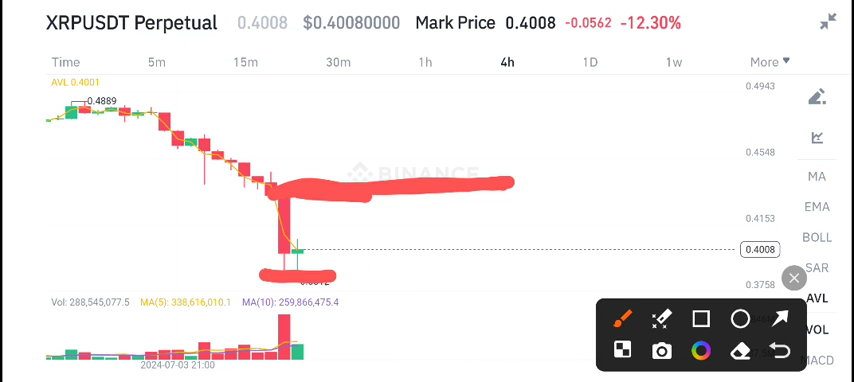 XRPUSDT Perpetual 0.4008 $0.40080000 Mark Price 0.4008 -0.0562 -12.30%
Time 5m 15m 30m 1h 4h 1D 1w More
AVL 0.4001
0.4943
0.4889
0.4548
BINANCE
MA
EMA
0.4153
BOLL
0.4008
SAR
0.3758
AVL
Vol: 288,545,077.5 MA(5): 338,616,010.1 MA(10): 259,866,475.4
VOL
MACD
2024-07-03 21:00